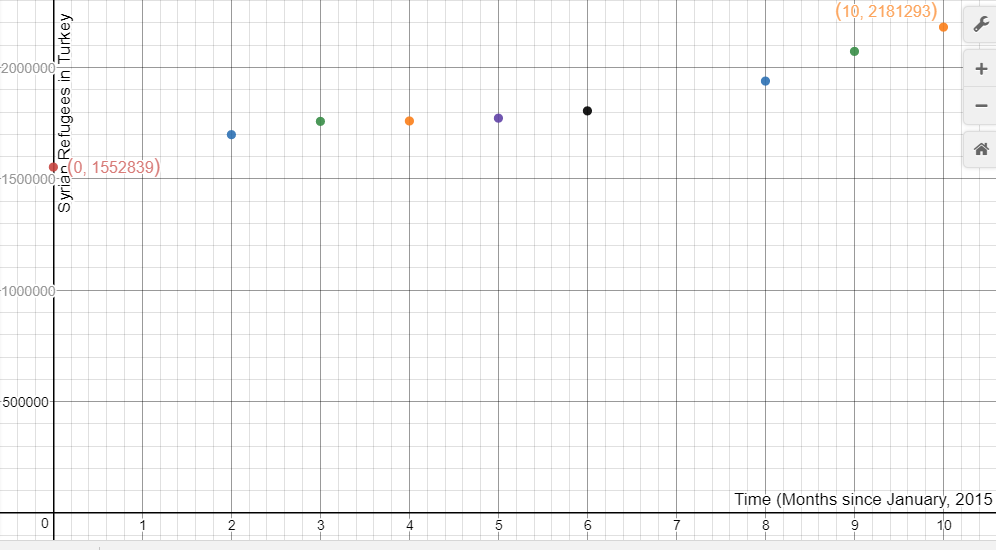 (10, 2181293)
Syrian Refugees in Turkey
2000000
(0, 1552839)
1500000
1000000
500000
Time (Months since January, 2015
0 1 2 3 4 5 6 7 8 9 10